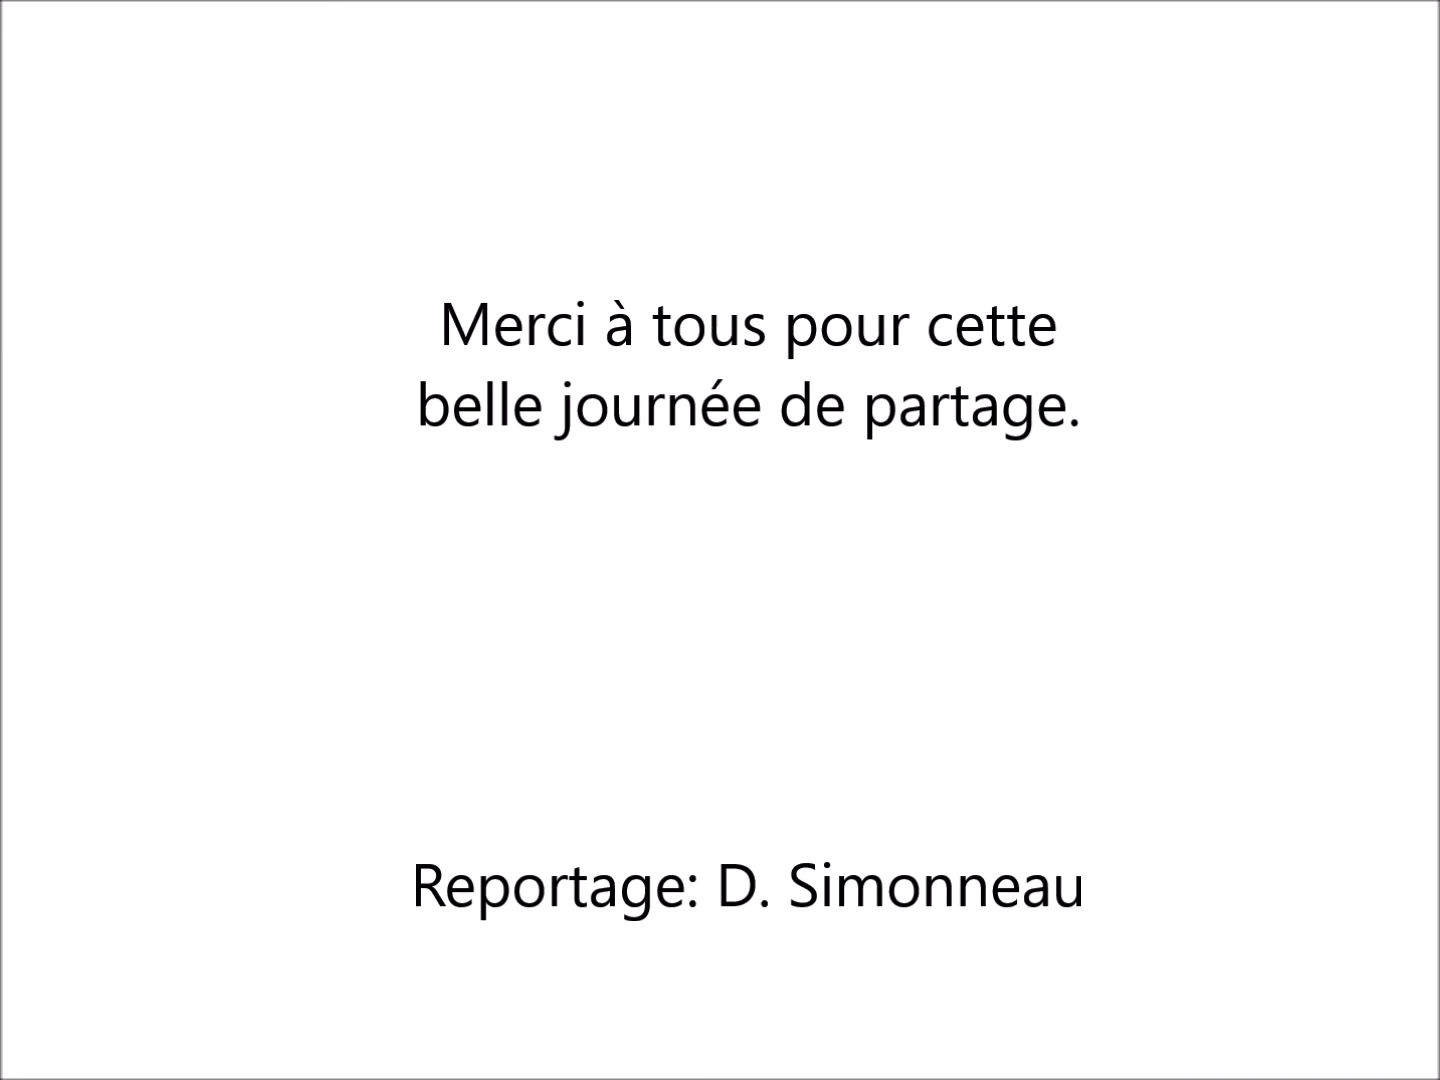 Merci à tous pour cette
belle journée de partage.
Reportage: D. Simonneau